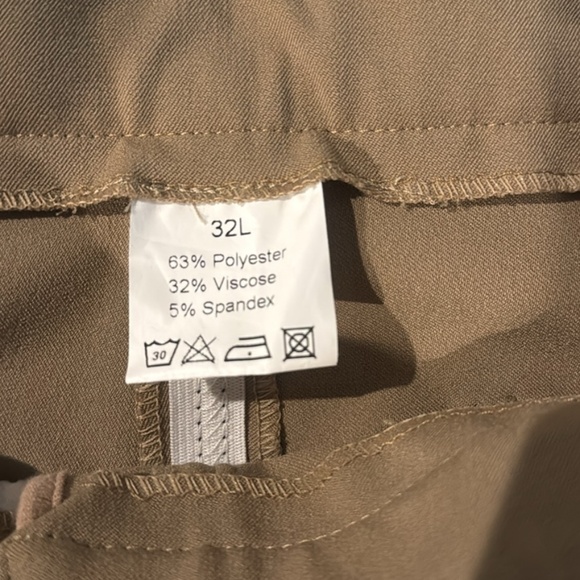 32L
63% Polyester
32% Viscose
5% Spandex
30